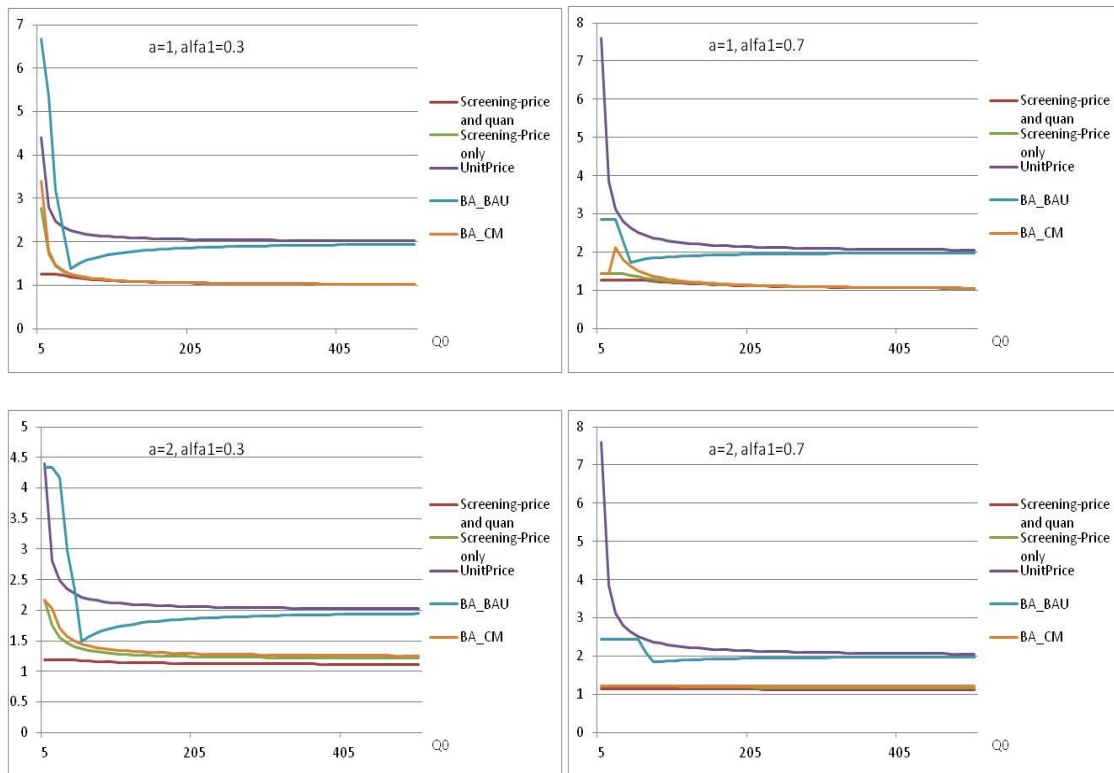 a=1, alfa1=0.3
7
6
5
4
3
2
1
0
5
205
405
Q0
Screening-price
and quan
Screening-Price
only
UnitPrice
BA_BAU
BA_CM
a=1, alfa1=0.7
8
7
6
5
4
3
2
1
0
5
205
405
Q0
Screening-price
and quan
Screening-Price
only
UnitPrice
BA_BAU
BA_CM
a=2, alfa1=0.3
5
4.5
4
3.5
3
2.5
2
1.5
1
0.5
0
5
205
405
Q0
Screening-price
and quan
Screening-Price
only
UnitPrice
BA_BAU
BA_CM
a=2, alfa1=0.7
8
7
6
5
4
3
2
1
0
5
205
405
Q0
Screening-price
and quan
Screening-Price
only
UnitPrice
BA_BAU
BA_CM